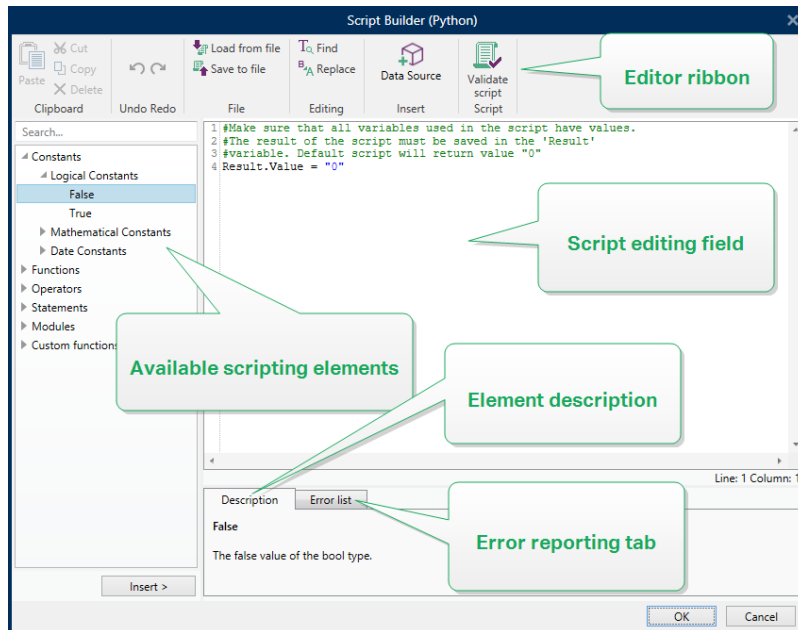 Script Builder (Python)
Paste
Cut
Copy
Delete
Clipboard
Undo Redo
Load from file
Save to file
File
Find
Replace
Editing
Data Source
Insert
Validate
script
Script
Editor ribbon
Search...
Constants
Logical Constants
False
True
Mathematical Constants
Date Constants
Functions
Operators
Statements
Modules
Custom functions
Available scripting elements
Insert >
1 #Make sure that all variables used in the script have values.
2 #The result of the script must be saved in the 'Result'
3 #variable. Default script will return value "0"
4 Result.Value = "0"
Script editing field
Element description
Line: 1 Column: 1
Description
Error list
False
The false value of the bool type.
Error reporting tab
OK
Cancel